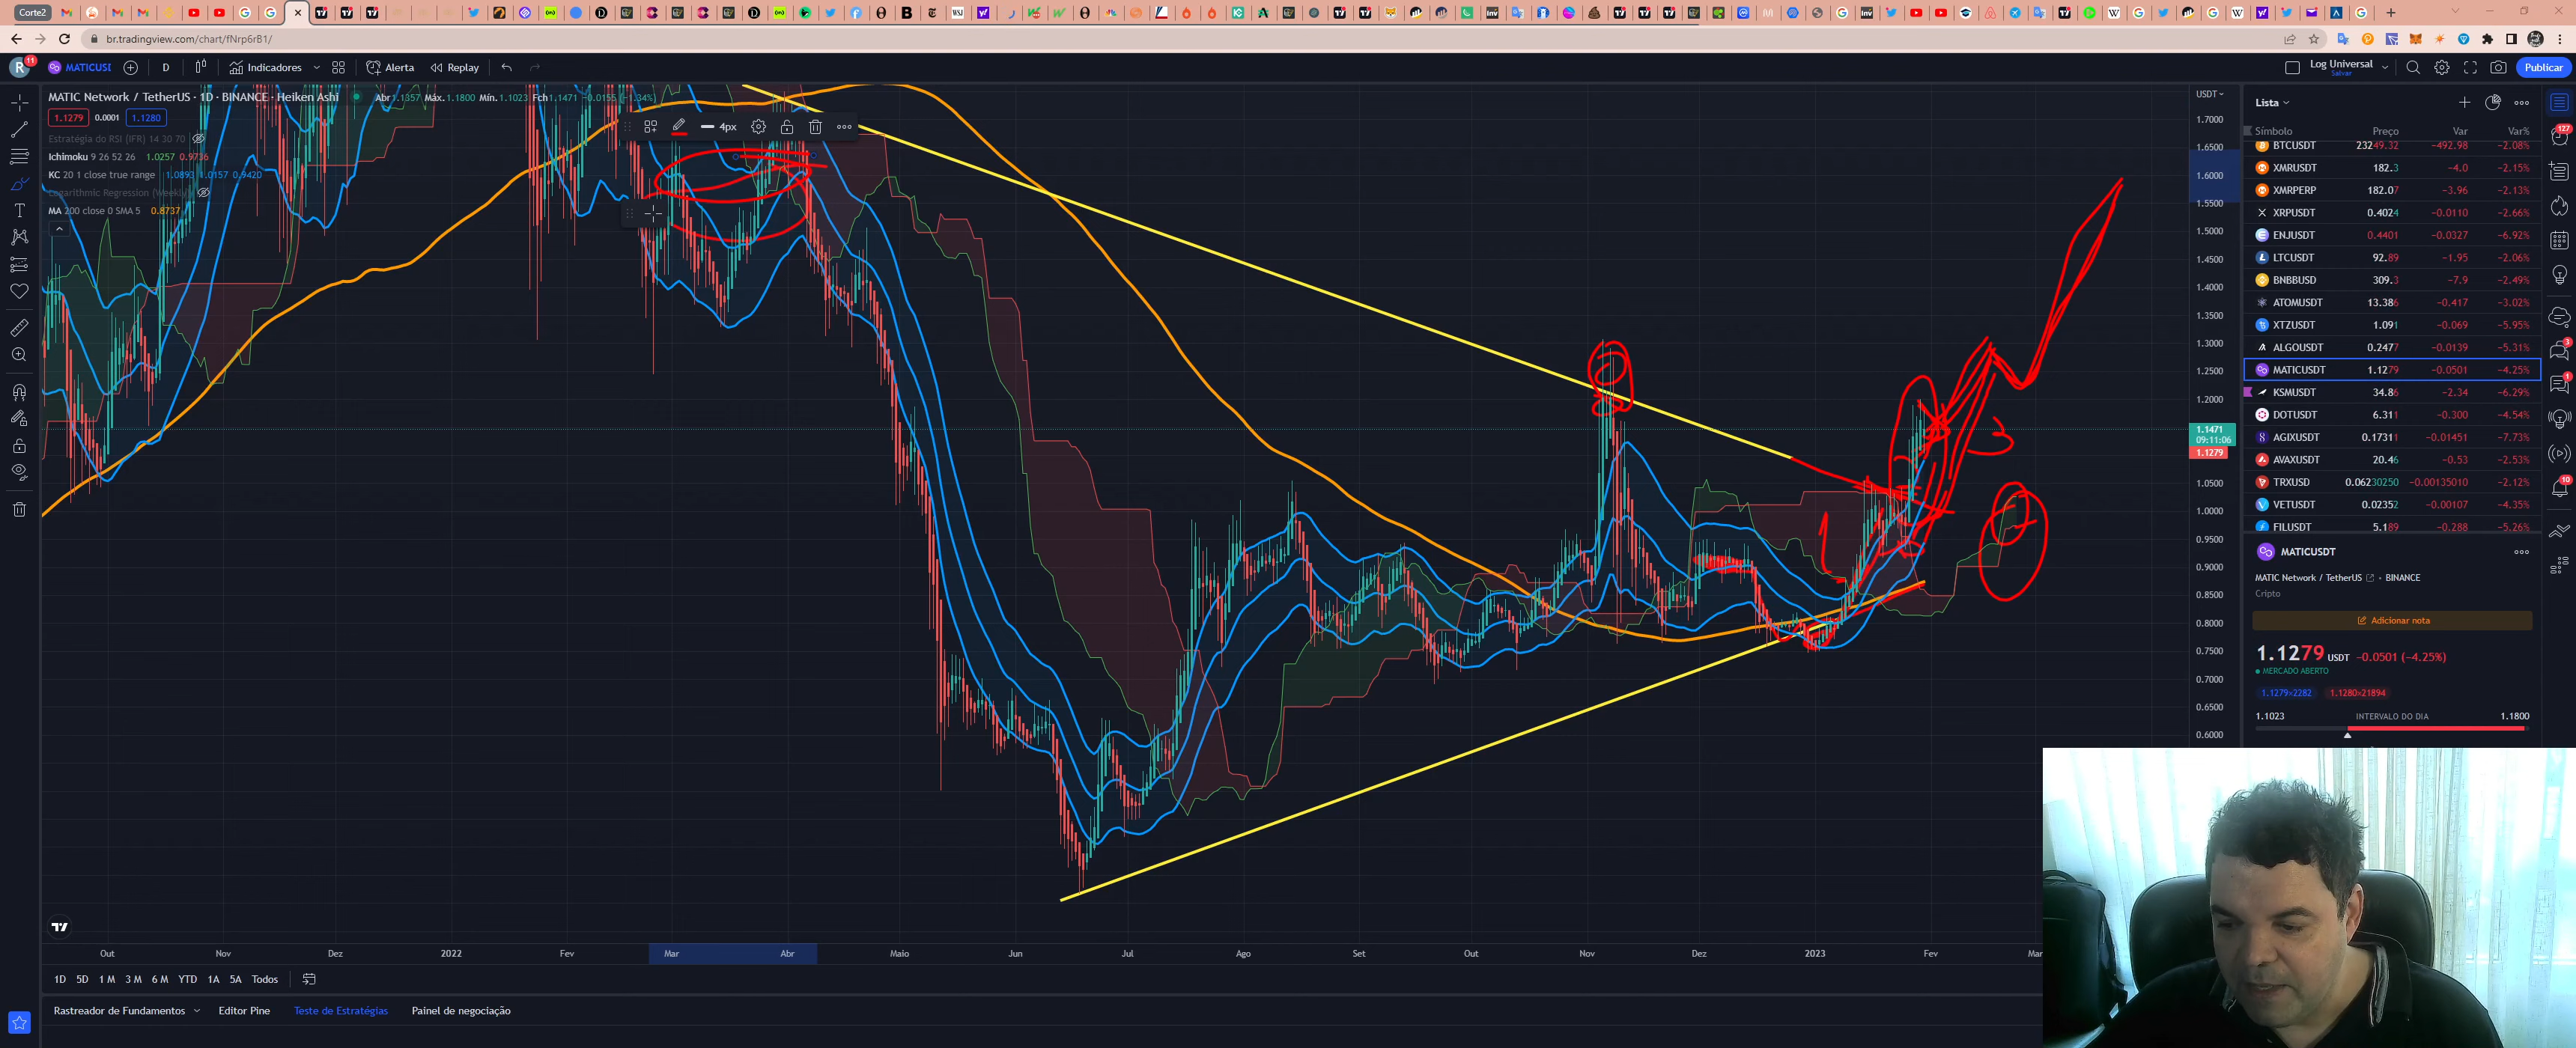 Corte2
br.tradingview.com/chart/fNrp6rB1/
R 11 MATICUSI D Indicadores Alerta Replay Log Universal Salvar Publicar
MATIC Network / TetherUS · 1D · BINANCE · Heiken Ashi Abr1.1357 Máx.1.1800 Mín.1.1023 Fch1.1471 −0.0155 (−1.34%)
1.1279 0.0001 1.1280
4px
Estratégia do RSI (IFR) 14 30 70
Ichimoku 9 26 52 26 1.0257 0.9736
KC 20 1 close true range 1.0893 1.0157 0.9420
Logarithmic Regression (Weekly)
MA 200 close 0 SMA 5 0.8737
USDT
1.7000
1.6500
1.6000
1.5500
1.5000
1.4500
1.4000
1.3500
1.3000
1.2500
1.2000
1.1471
09:11:06
1.1279
1.0500
1.0000
0.9500
0.9000
0.8500
0.8000
0.7500
0.7000
0.6500
0.6000
1
2
3
Out Nov Dez 2022 Fev Mar Abr Maio Jun Jul Ago Set Out Nov Dez 2023 Fev Mar
1D 5D 1 M 3 M 6 M YTD 1A 5A Todos
Rastreador de Fundamentos Editor Pine Teste de Estratégias Painel de negociação
Lista
Símbolo Preço Var Var%
BTCUSDT 23249.32 −492.98 −2.08%
XMRUSDT 182.3 −4.0 −2.15%
XMRPERP 182.07 −3.96 −2.13%
XRPUSDT 0.4024 −0.0110 −2.66%
ENJUSDT 0.4401 −0.0327 −6.92%
LTCUSDT 92.89 −1.95 −2.06%
BNBBUSD 309.3 −7.9 −2.49%
ATOMUSDT 13.386 −0.417 −3.02%
XTZUSDT 1.091 −0.069 −5.95%
ALGOUSDT 0.2477 −0.0139 −5.31%
MATICUSDT 1.1279 −0.0501 −4.25%
KSMUSDT 34.86 −2.34 −6.29%
DOTUSDT 6.311 −0.300 −4.54%
AGIXUSDT 0.17311 −0.01451 −7.73%
AVAXUSDT 20.46 −0.53 −2.53%
TRXUSD 0.06230250 −0.00135010 −2.12%
VETUSDT 0.02352 −0.00107 −4.35%
FILUSDT 5.189 −0.288 −5.26%
MATICUSDT
MATIC Network / TetherUS • BINANCE
Cripto
Adicionar nota
1.1279 USDT −0.0501 (−4.25%)
MERCADO ABERTO
1.1279×2282 1.1280×21894
1.1023 INTERVALO DO DIA 1.1800
127
3
1
10